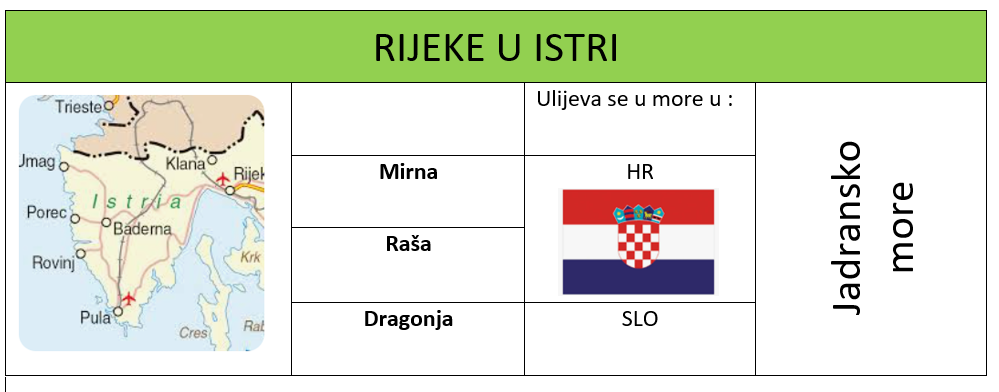 RIJEKE U ISTRI
Trieste
Umag
Klana
Rijek
Istria
Porec
Baderna
Rovinj
Krk
Pula
Cres
Rab
Ulijeva se u more u :
Mirna
HR
Raša
Dragonja
SLO
Jadransko
more